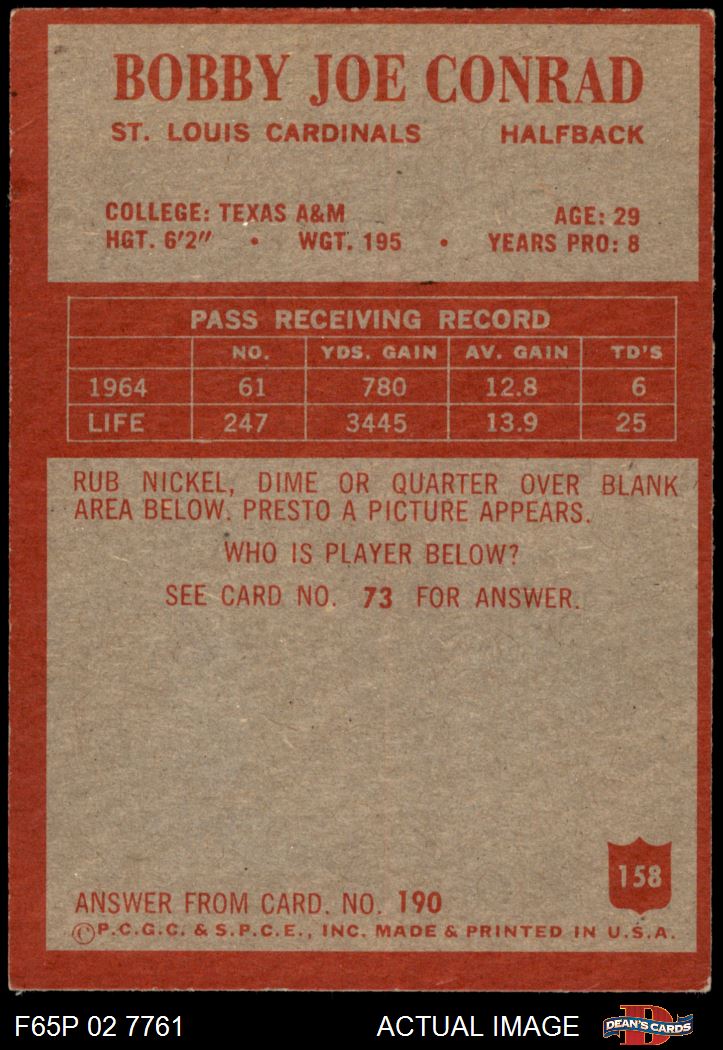 BOBBY JOE CONRAD
ST. LOUIS CARDINALS HALFBACK
COLLEGE: TEXAS A&M AGE: 29
HGT. 6'2" • WGT. 195 • YEARS PRO: 8
PASS RECEIVING RECORD
NO. YDS. GAIN AV. GAIN TD'S
1964 61 780 12.8 6
LIFE 247 3445 13.9 25
RUB NICKEL, DIME OR QUARTER OVER BLANK
AREA BELOW. PRESTO A PICTURE APPEARS.
WHO IS PLAYER BELOW?
SEE CARD NO. 73 FOR ANSWER.
158
ANSWER FROM CARD. NO. 190
©P.C.G.C. & S.P.C.E., INC. MADE & PRINTED IN U.S.A.
F65P 02 7761 ACTUAL IMAGE D DEAN'S CARDS